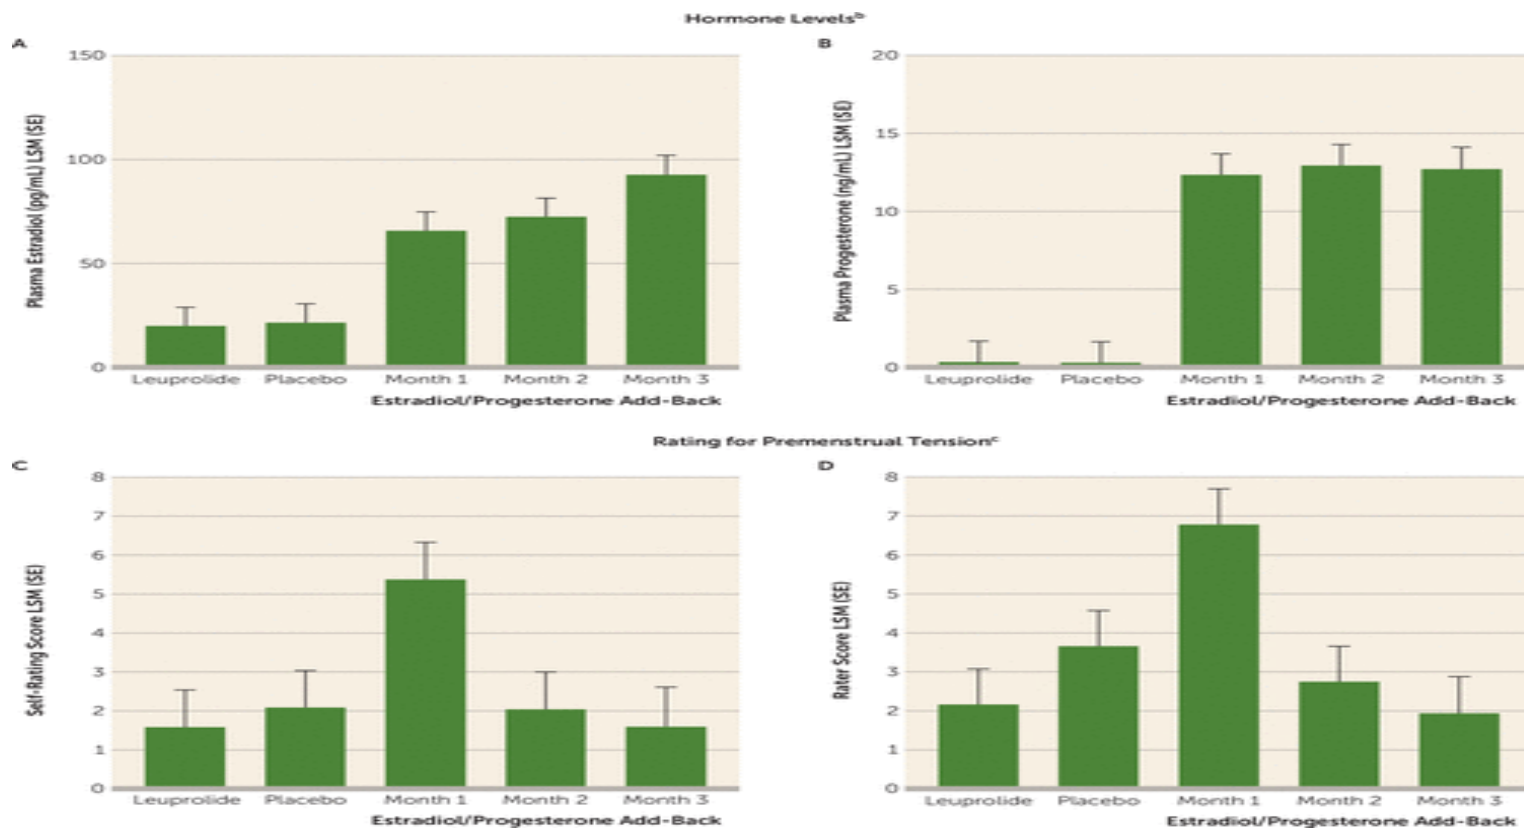 Hormone Levelsᵇ
A
150
100
50
0
Plasma Estradiol (pg/mL) LSM (SE)
Leuprolide Placebo Month 1 Month 2 Month 3
Estradiol/Progesterone Add-Back
B
20
15
10
5
0
Plasma Progesterone (ng/mL) LSM (SE)
Leuprolide Placebo Month 1 Month 2 Month 3
Estradiol/Progesterone Add-Back
Rating for Premenstrual Tensionᶜ
C
8
7
6
5
4
3
2
1
0
Self-Rating Score LSM (SE)
Leuprolide Placebo Month 1 Month 2 Month 3
Estradiol/Progesterone Add-Back
D
8
7
6
5
4
3
2
1
0
Rater Score LSM (SE)
Leuprolide Placebo Month 1 Month 2 Month 3
Estradiol/Progesterone Add-Back